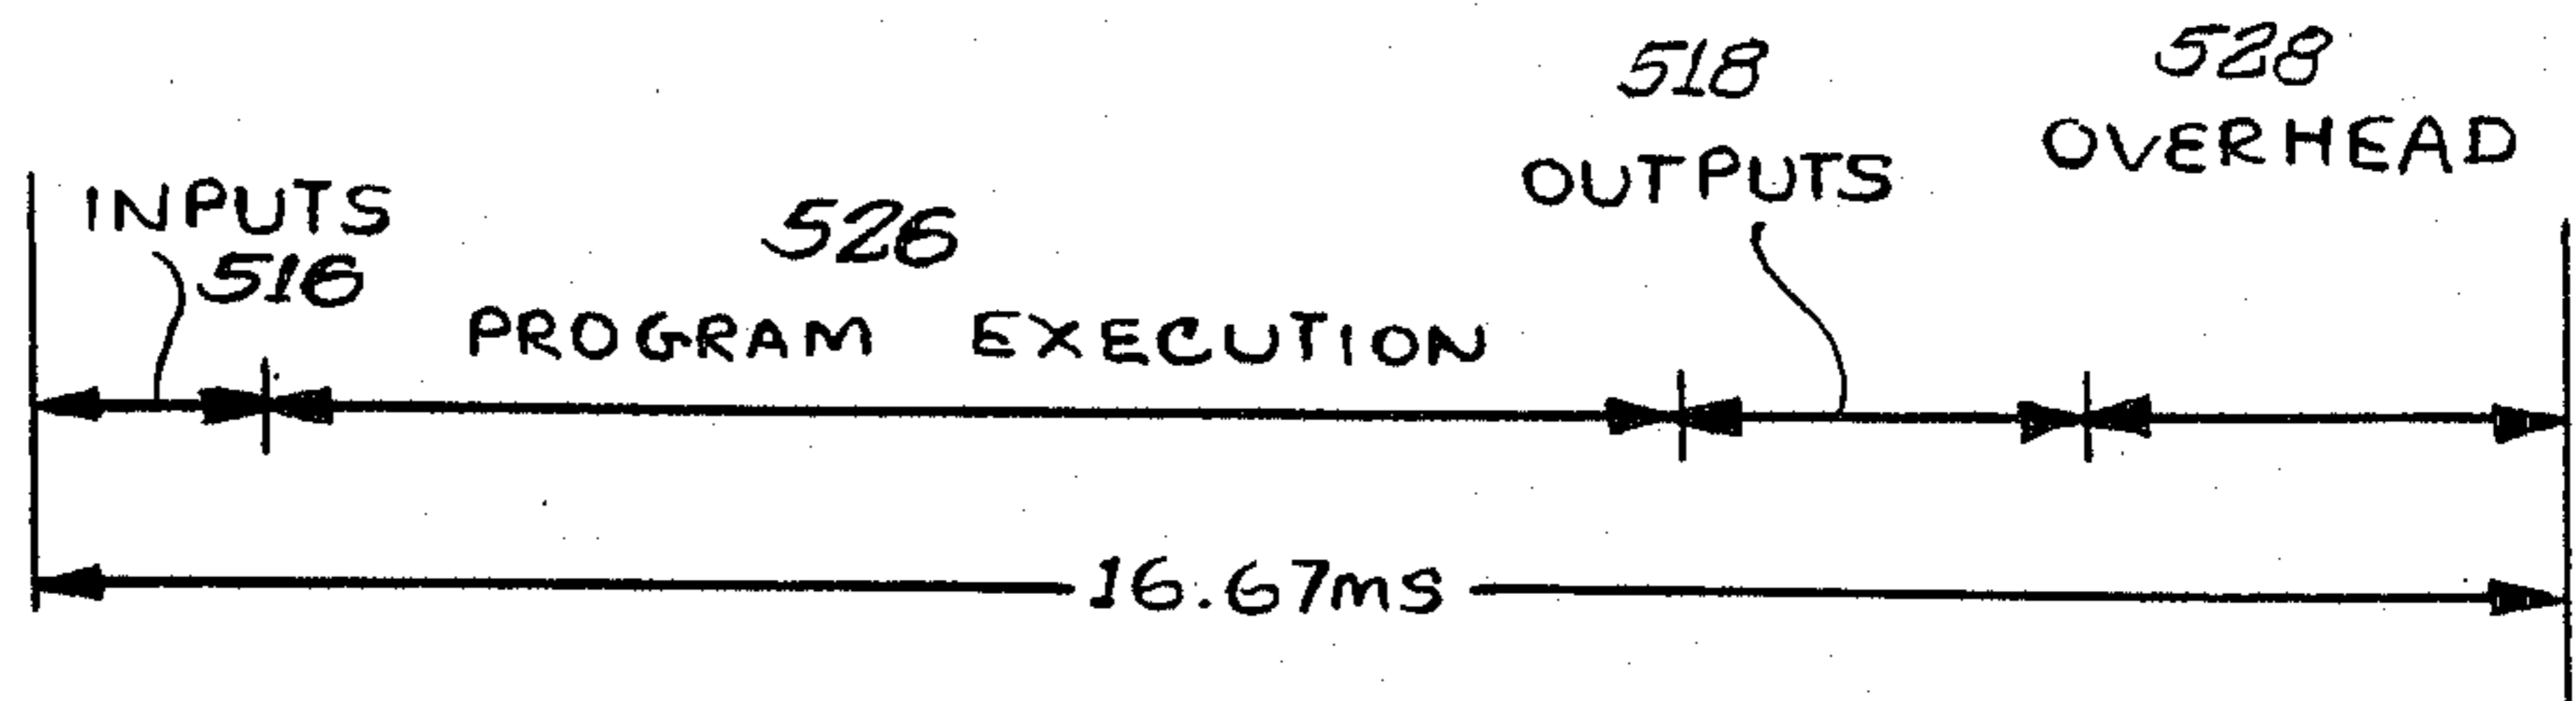 INPUTS
516
526
PROGRAM EXECUTION
518
OUTPUTS
528
OVERHEAD
16.67ms